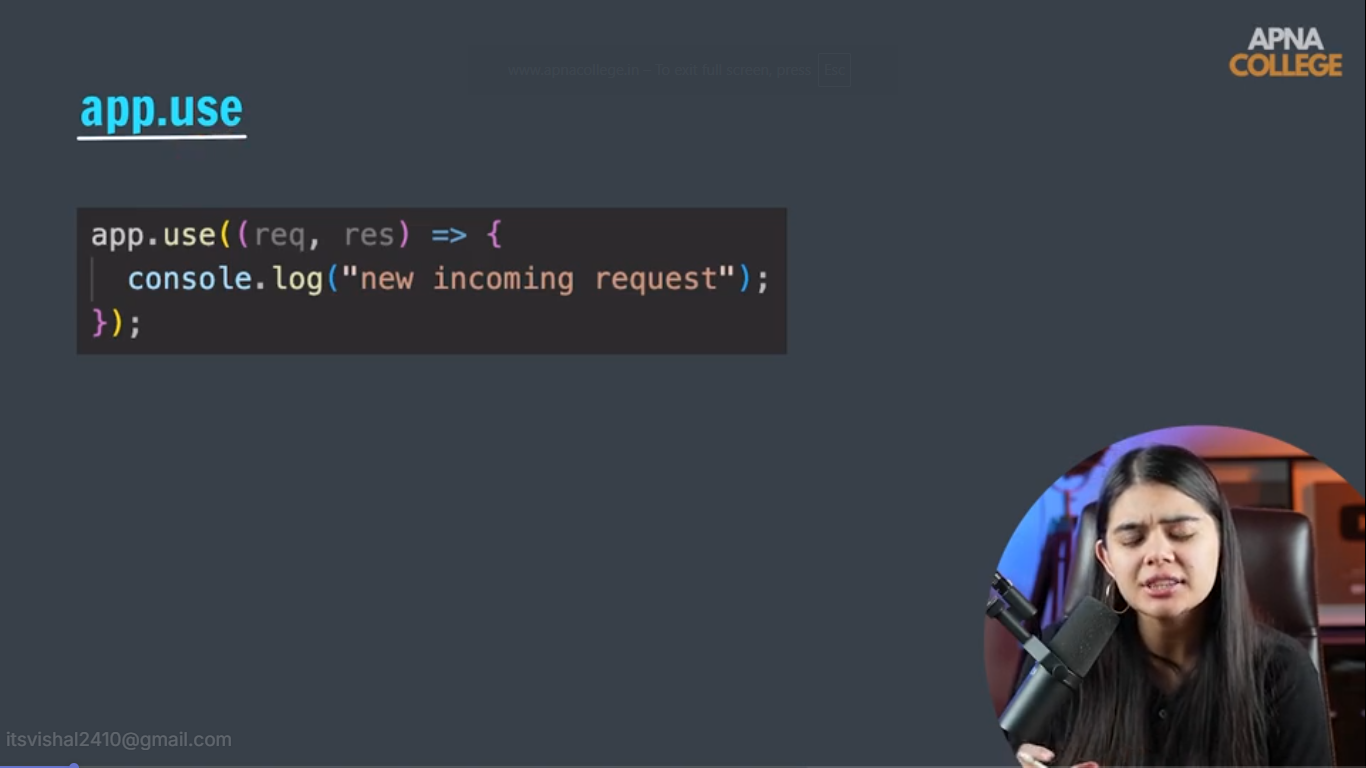 APNA
COLLEGE
www.apnacollege.in - To exit full screen, press Esc
app.use
app.use((req, res) => {
  console.log("new incoming request");
});
itsvishal2410@gmail.com